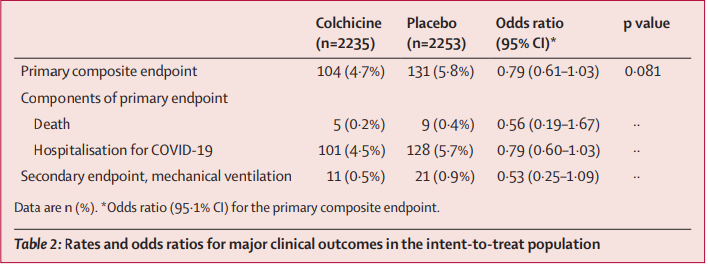 Colchicine (n=2235) Placebo (n=2253) Odds ratio (95% CI)* p value
Primary composite endpoint 104 (4·7%) 131 (5·8%) 0·79 (0·61–1·03) 0·081
Components of primary endpoint
Death 5 (0·2%) 9 (0·4%) 0·56 (0·19–1·67) ··
Hospitalisation for COVID-19 101 (4·5%) 128 (5·7%) 0·79 (0·60–1·03) ··
Secondary endpoint, mechanical ventilation 11 (0·5%) 21 (0·9%) 0·53 (0·25–1·09) ··
Data are n (%). *Odds ratio (95·1% CI) for the primary composite endpoint.
Table 2: Rates and odds ratios for major clinical outcomes in the intent-to-treat population